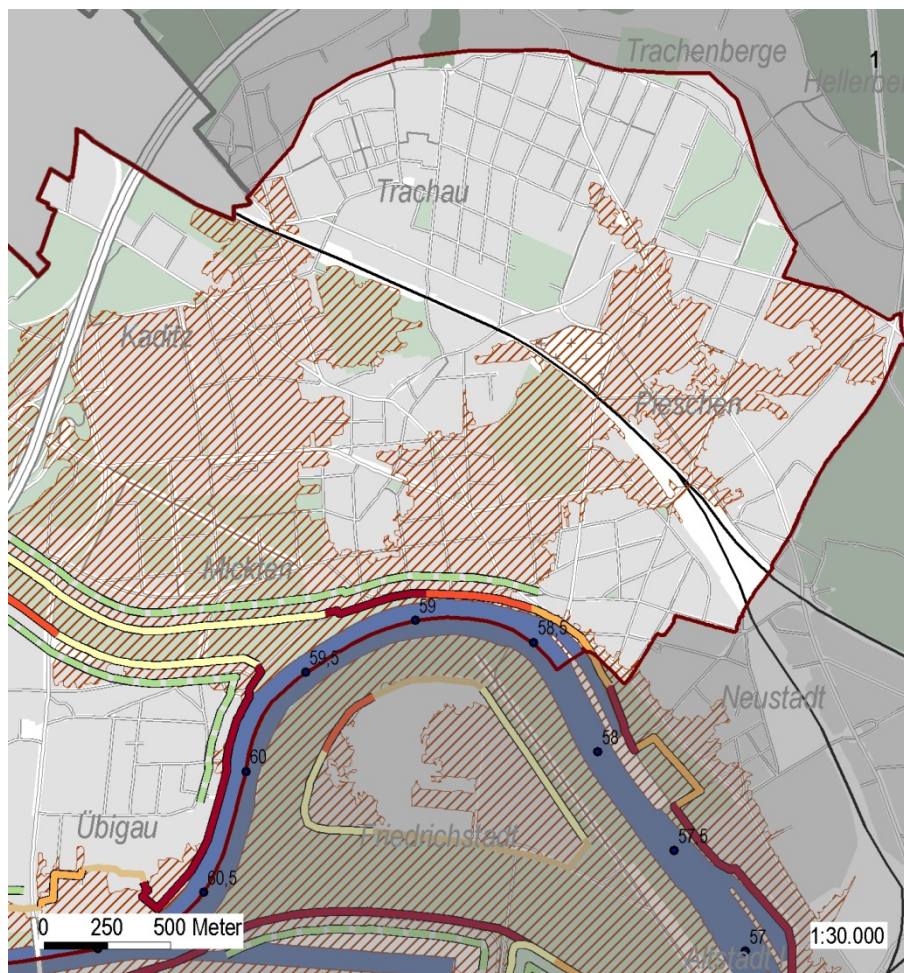 Trachenberge
1
Hellerber
Trachau
Kaditz
Pieschen
Mickten
59
58,5
59,5
Neustadt
58
60
Übigau
Friedrichstadt
57,5
60,5
0 250 500 Meter
57
1:30.000
Altstadt I